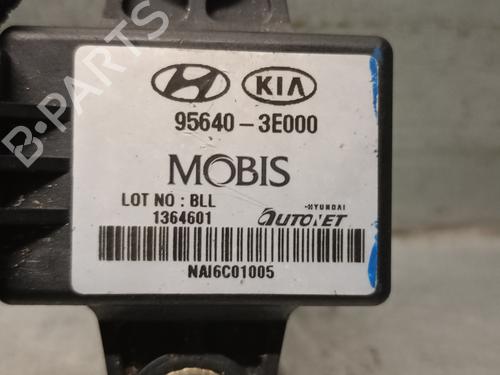 KIA
95640-3E000
MOBIS
LOT NO : BLL
1364601
-HYUNDAI
AUTONET
NAI6C01005
B-PARTS